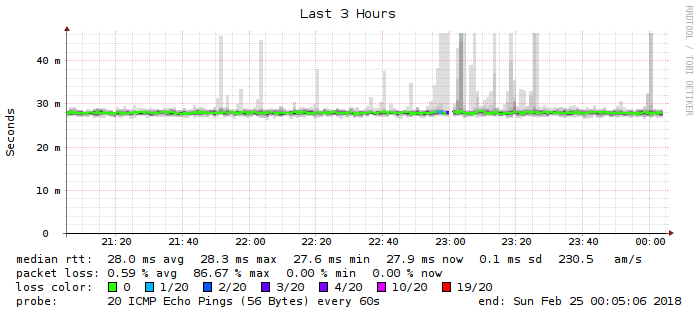 Last 3 Hours
RRDTOOL / TOBI OETIKER
Seconds
40 m
30 m
20 m
10 m
0
21:20 21:40 22:00 22:20 22:40 23:00 23:20 23:40 00:00
median rtt: 28.0 ms avg 28.3 ms max 27.6 ms min 27.9 ms now 0.1 ms sd 230.5 am/s
packet loss: 0.59 % avg 86.67 % max 0.00 % min 0.00 % now
loss color: 0 1/20 2/20 3/20 4/20 10/20 19/20
probe: 20 ICMP Echo Pings (56 Bytes) every 60s end: Sun Feb 25 00:05:06 2018